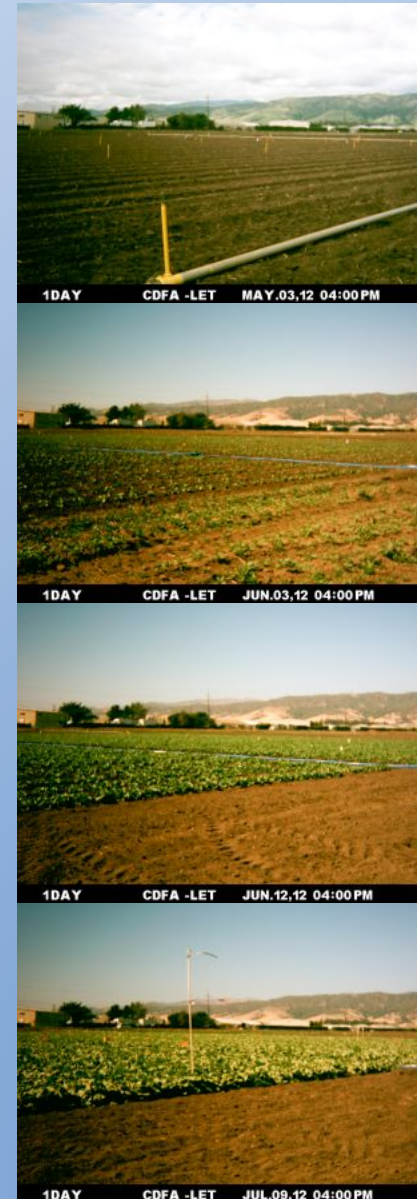 1DAY CDFA -LET MAY.03,12 04:00PM
1DAY CDFA -LET JUN.03,12 04:00PM
1DAY CDFA -LET JUN.12,12 04:00PM
1DAY CDFA -LET JUL.09,12 04:00PM